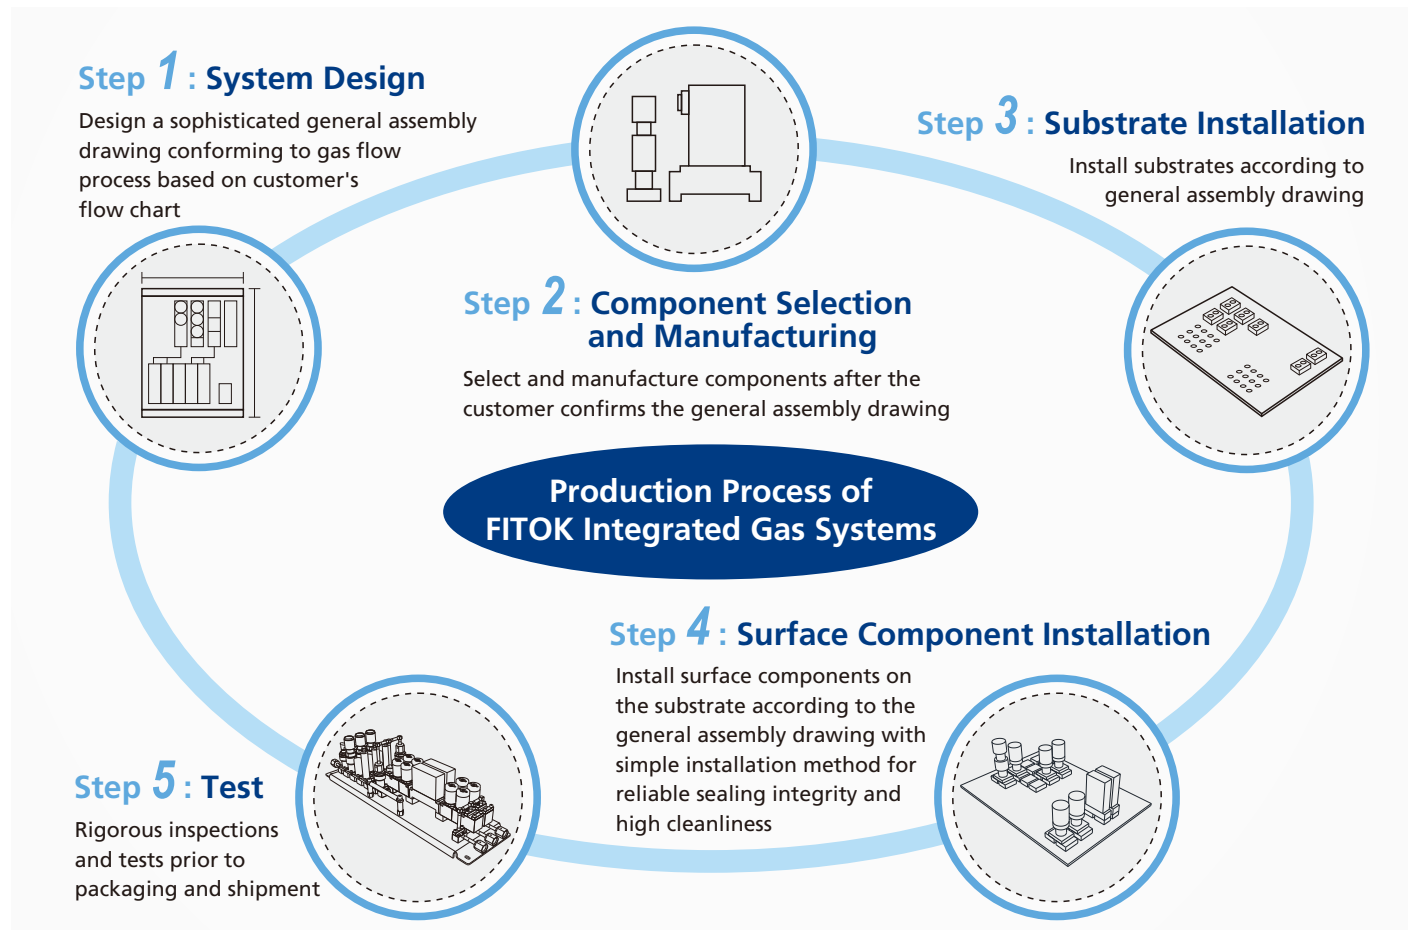 Step 1 : System Design
Design a sophisticated general assembly
drawing conforming to gas flow
process based on customer's
flow chart
Step 2 : Component Selection
and Manufacturing
Select and manufacture components after the
customer confirms the general assembly drawing
Step 3 : Substrate Installation
Install substrates according to
general assembly drawing
Production Process of
FITOK Integrated Gas Systems
Step 4 : Surface Component Installation
Install surface components on
the substrate according to the
general assembly drawing with
simple installation method for
reliable sealing integrity and
high cleanliness
Step 5 : Test
Rigorous inspections
and tests prior to
packaging and shipment